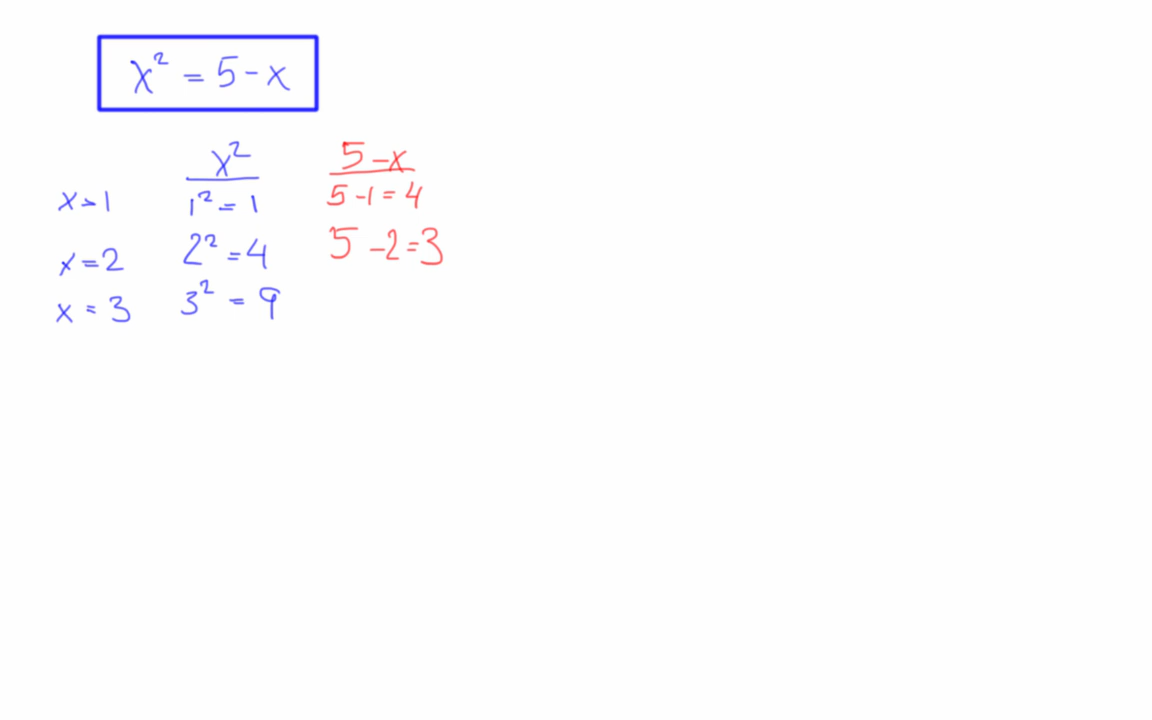 x² = 5 - x
x² 5 - x
x = 1 1² = 1 5 - 1 = 4
x = 2 2² = 4 5 - 2 = 3
x = 3 3² = 9